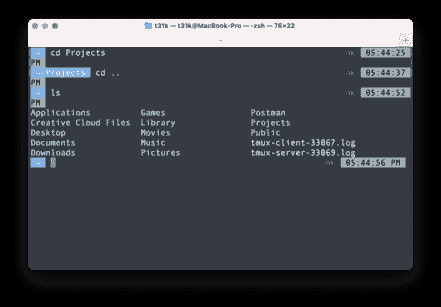 t31k — t31k@MacBook-Pro — -zsh — 76×22
~ cd Projects 05:44:25
PM
~/Projects cd .. 05:44:37
PM
~ ls 05:44:52
PM
Applications Games Postman
Creative Cloud Files Library Projects
Desktop Movies Public
Documents Music tmux-client-33067.log
Downloads Pictures tmux-server-33069.log
~ 05:44:56 PM